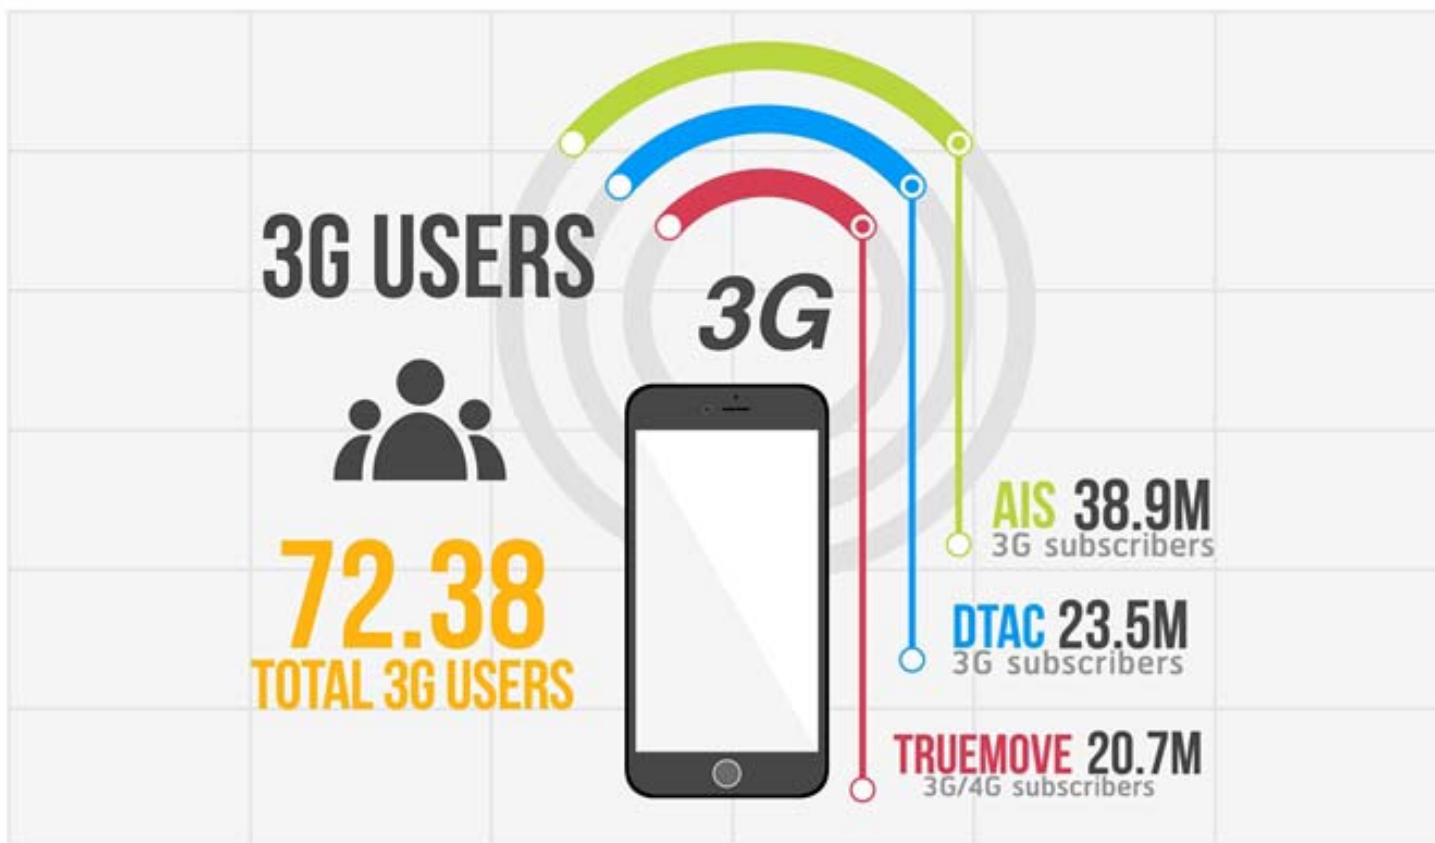 3G USERS
3G
72.38
TOTAL 3G USERS
AIS 38.9M
3G subscribers
DTAC 23.5M
3G subscribers
TRUEMOVE 20.7M
3G/4G subscribers